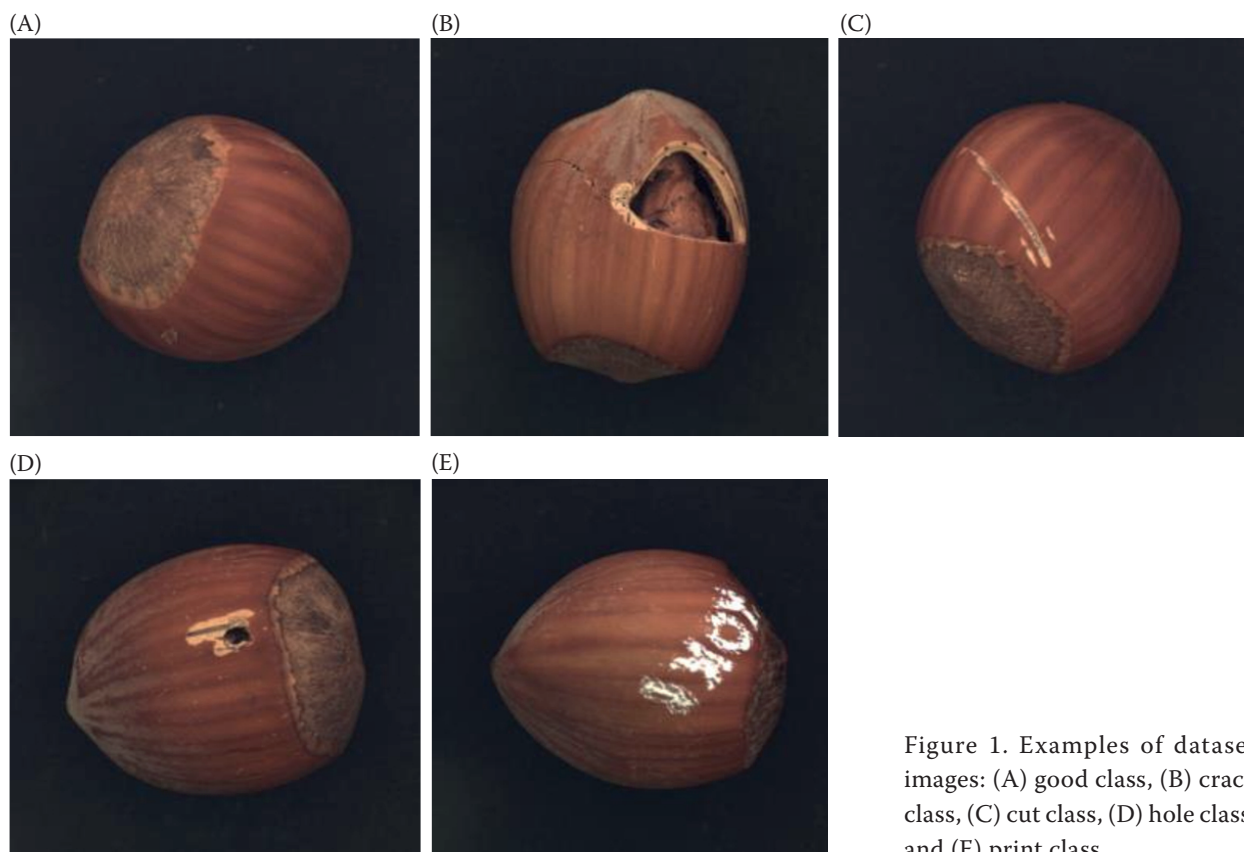 (A)
(B)
(C)
(D)
(E)
Figure 1. Examples of datase
images: (A) good class, (B) crac
class, (C) cut class, (D) hole class
and (E) print class